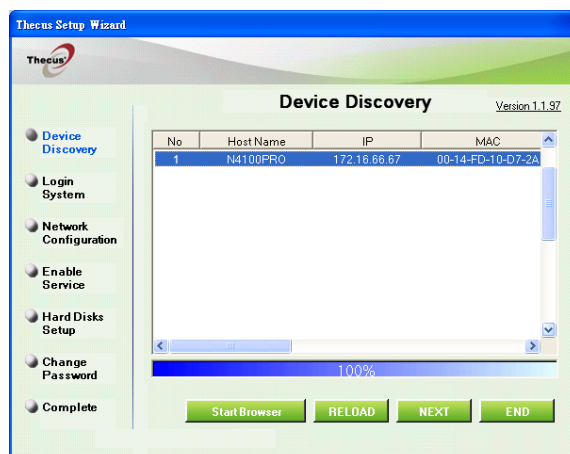 Thecus Setup Wizard
Thecus
Device Discovery
Version 1.1.97
Device
Discovery
Login
System
Network
Configuration
Enable
Service
Hard Disks
Setup
Change
Password
Complete
No Host Name IP MAC
1 N4100PRO 172.16.66.67 00-14-FD-10-D7-2A
100%
Start Browser RELOAD NEXT END